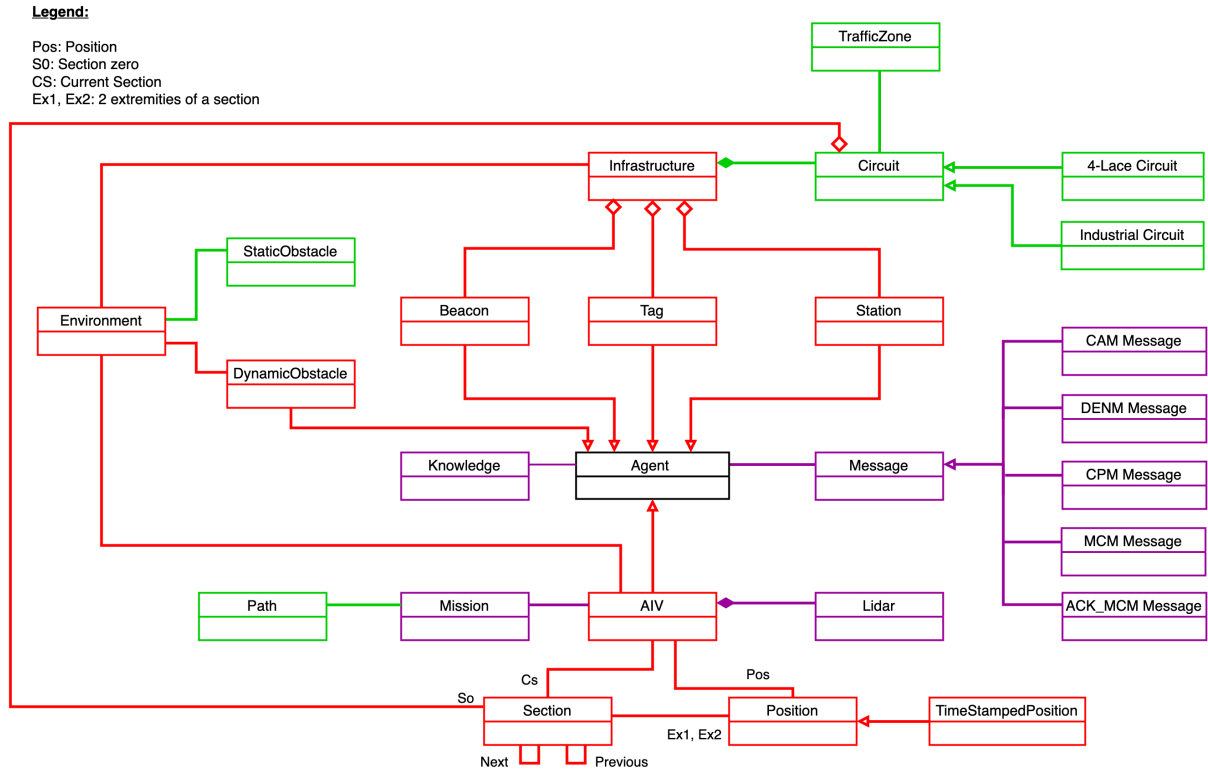 Legend:
Pos: Position
S0: Section zero
CS: Current Section
Ex1, Ex2: 2 extremities of a section
TrafficZone
Infrastructure
Circuit
4-Lace Circuit
Industrial Circuit
StaticObstacle
Environment
Beacon
Tag
Station
DynamicObstacle
CAM Message
DENM Message
Knowledge
Agent
Message
CPM Message
MCM Message
Path
Mission
AIV
Lidar
ACK_MCM Message
Cs
Pos
So
Section
Position
TimeStampedPosition
Ex1, Ex2
Next
Previous